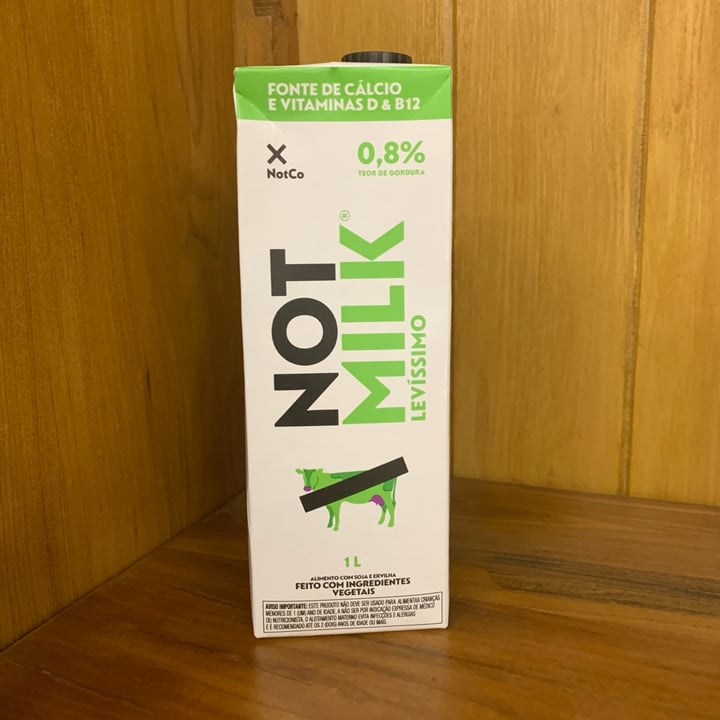 FONTE DE CÁLCIO
E VITAMINAS D & B12
NotCo
0,8%
TEOR DE GORDURA
NOT
MILK®
LEVÍSSIMO
1 L
ALIMENTO COM SOJA E ERVILHA
FEITO COM INGREDIENTES
VEGETAIS
AVISO IMPORTANTE: ESTE PRODUTO NÃO DEVE SER USADO PARA ALIMENTAR CRIANÇAS
MENORES DE 1 (UM) ANO DE IDADE, A NÃO SER POR INDICAÇÃO EXPRESSA DE MÉDICO
OU NUTRICIONISTA. O ALEITAMENTO MATERNO EVITA INFECÇÕES E ALERGIAS
E É RECOMENDADO ATÉ OS 2 (DOIS) ANOS DE IDADE OU MAIS.